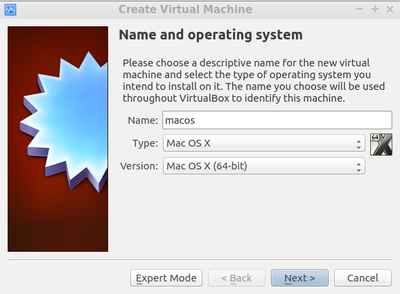 Create Virtual Machine
Name and operating system
Please choose a descriptive name for the new virtual
machine and select the type of operating system you
intend to install on it. The name you choose will be used
throughout VirtualBox to identify this machine.
Name: macos
Type: Mac OS X
64
X
Version: Mac OS X (64-bit)
Expert Mode < Back Next > Cancel